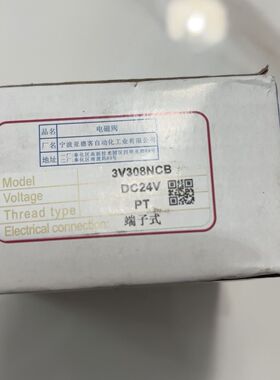 品名 电磁阀
厂名 宁波亚德客自动化工业有限公司
地址
Model 3V308NCB
Voltage DC24V
Thread type PT
Electrical connection: 端子式